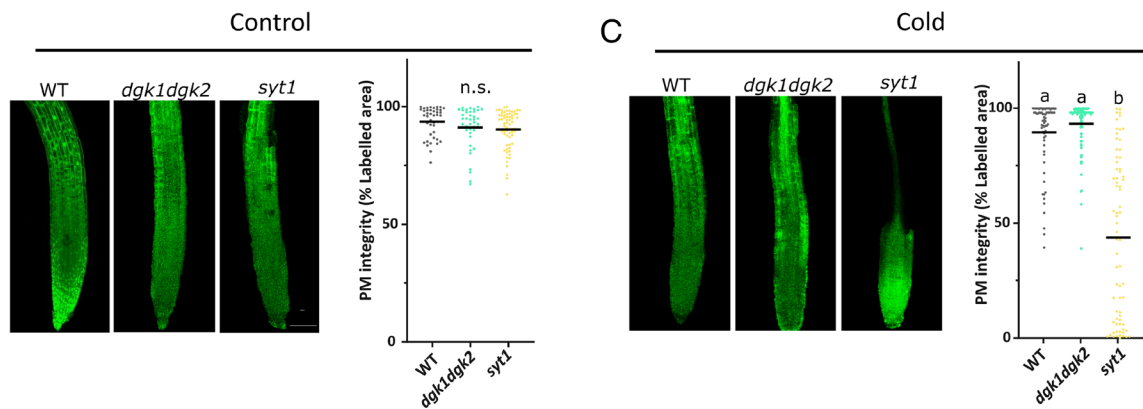 Control
WT
dgk1dgk2
syt1
n.s.
100
50
0
PM integrity (% Labelled area)
WT
dgk1dgk2
syt1
C
Cold
WT
dgk1dgk2
syt1
a
a
b
100
50
0
PM integrity (% Labelled area)
WT
dgk1dgk2
syt1